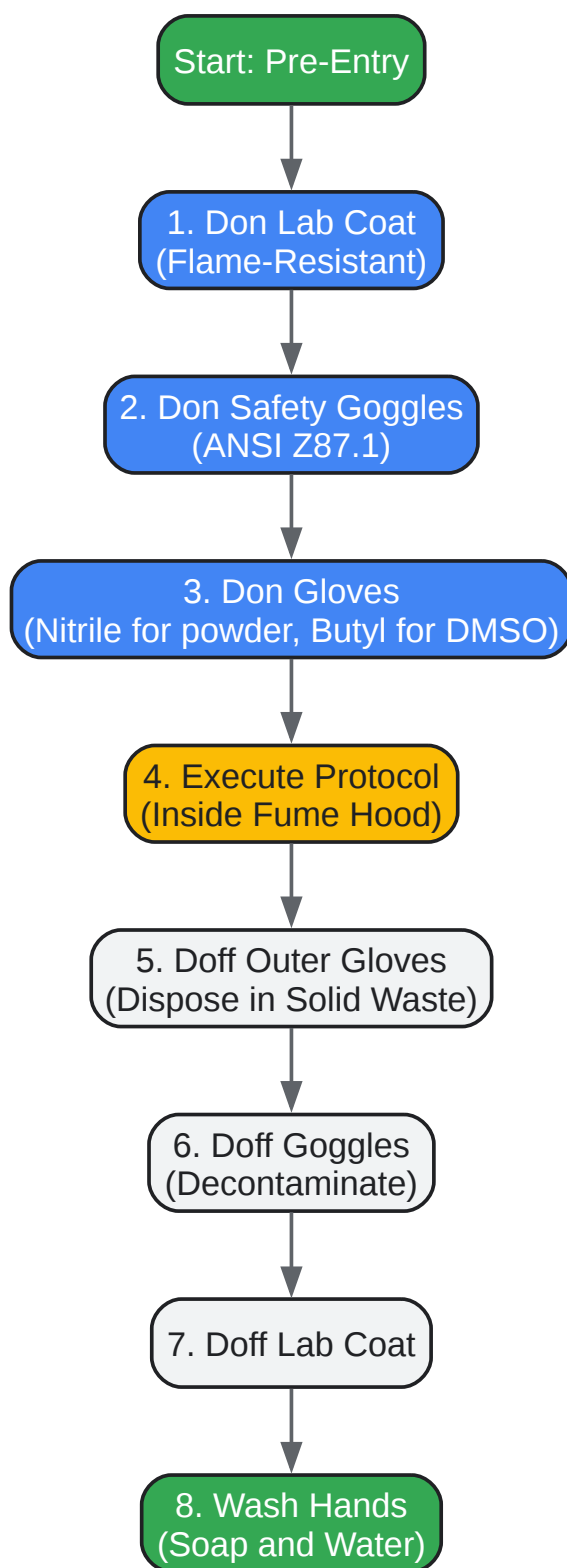 Start: Pre-Entry
1. Don Lab Coat
(Flame-Resistant)
2. Don Safety Goggles
(ANSI Z87.1)
3. Don Gloves
(Nitrile for powder, Butyl for DMSO)
4. Execute Protocol
(Inside Fume Hood)
5. Doff Outer Gloves
(Dispose in Solid Waste)
6. Doff Goggles
(Decontaminate)
7. Doff Lab Coat
8. Wash Hands
(Soap and Water)